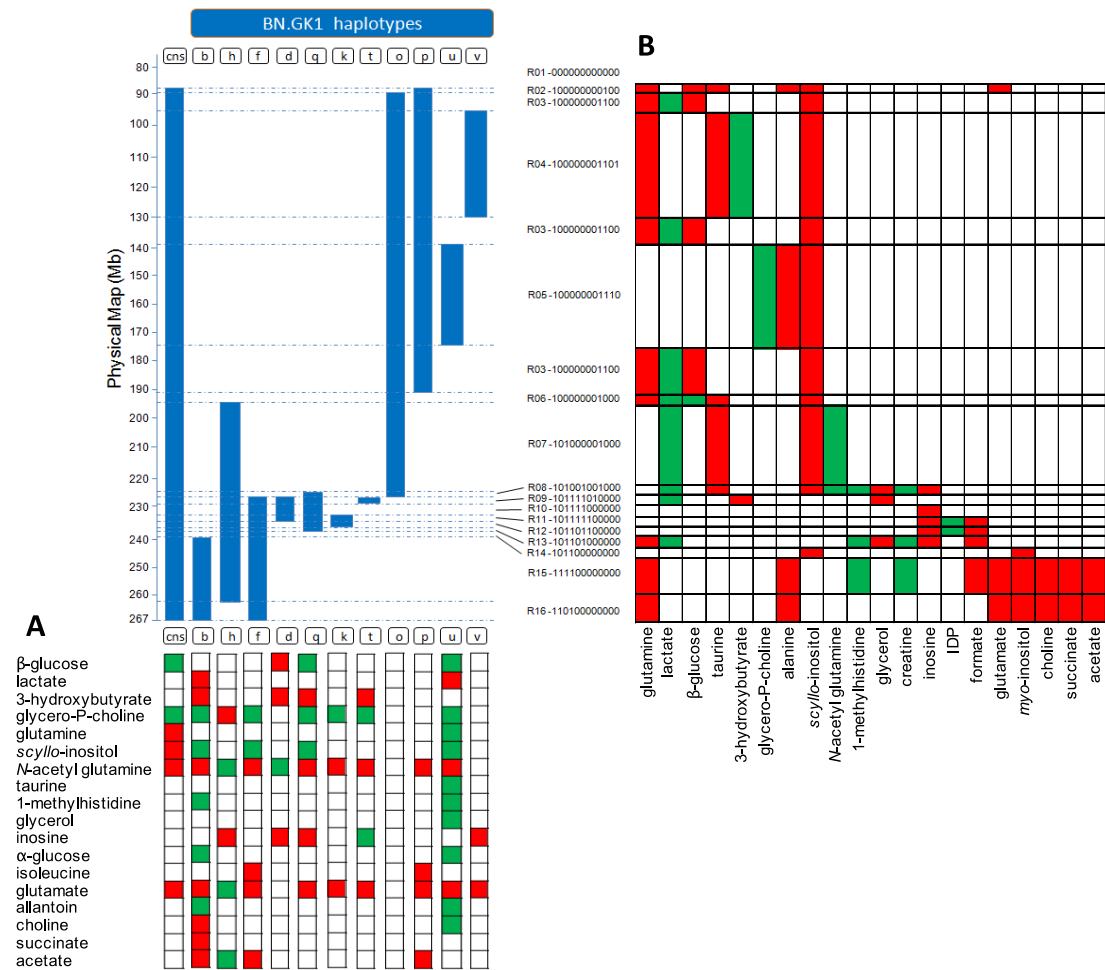 BN.GK1 haplotypes
cns b h f d q k t o p u v
B
Physical Map (Mb)
80
90
100
110
120
130
140
150
160
170
180
190
200
210
220
230
240
250
260
267
R01-000000000000
R02-100000000100
R03-100000001100
R04-100000001101
R03-100000001100
R05-100000001110
R03-100000001100
R06-100000001000
R07-101000001000
R08-101001001000
R09-101111010000
R10-101111000000
R11-101111100000
R12-101101100000
R13-101101000000
R14-101100000000
R15-111100000000
R16-110100000000
A
cns b h f d q k t o p u v
β-glucose
lactate
3-hydroxybutyrate
glycero-P-choline
glutamine
scyllo-inositol
N-acetyl glutamine
taurine
1-methylhistidine
glycerol
inosine
α-glucose
isoleucine
glutamate
allantoin
choline
succinate
acetate
glutamine
lactate
β-glucose
taurine
3-hydroxybutyrate
glycero-P-choline
alanine
scyllo-inositol
N-acetyl glutamine
1-methylhistidine
glycerol
creatine
inosine
IDP
formate
glutamate
myo-inositol
choline
succinate
acetate